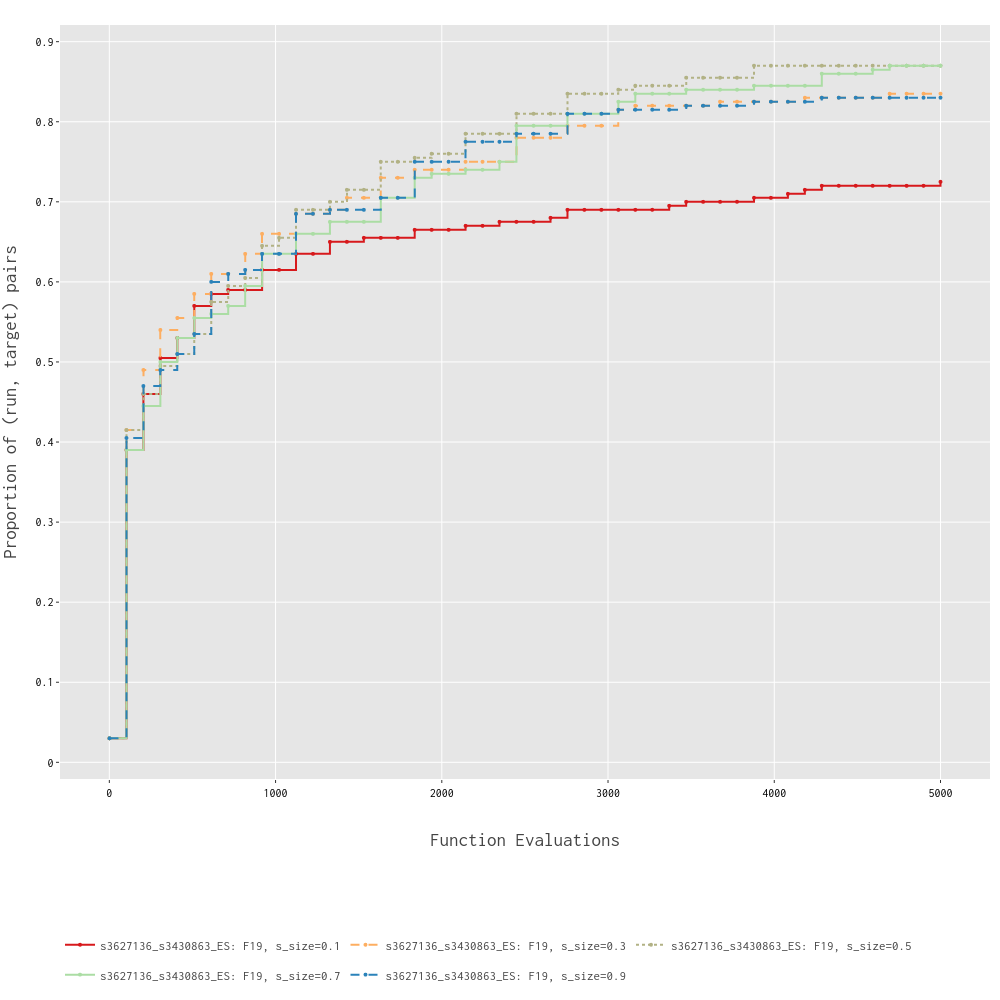 0.9
0.8
0.7
0.6
0.5
0.4
0.3
0.2
0.1
0
Proportion of (run, target) pairs
0 1000 2000 3000 4000 5000
Function Evaluations
s3627136_s3430863_ES: F19, s_size=0.1 s3627136_s3430863_ES: F19, s_size=0.3 s3627136_s3430863_ES: F19, s_size=0.5
s3627136_s3430863_ES: F19, s_size=0.7 s3627136_s3430863_ES: F19, s_size=0.9